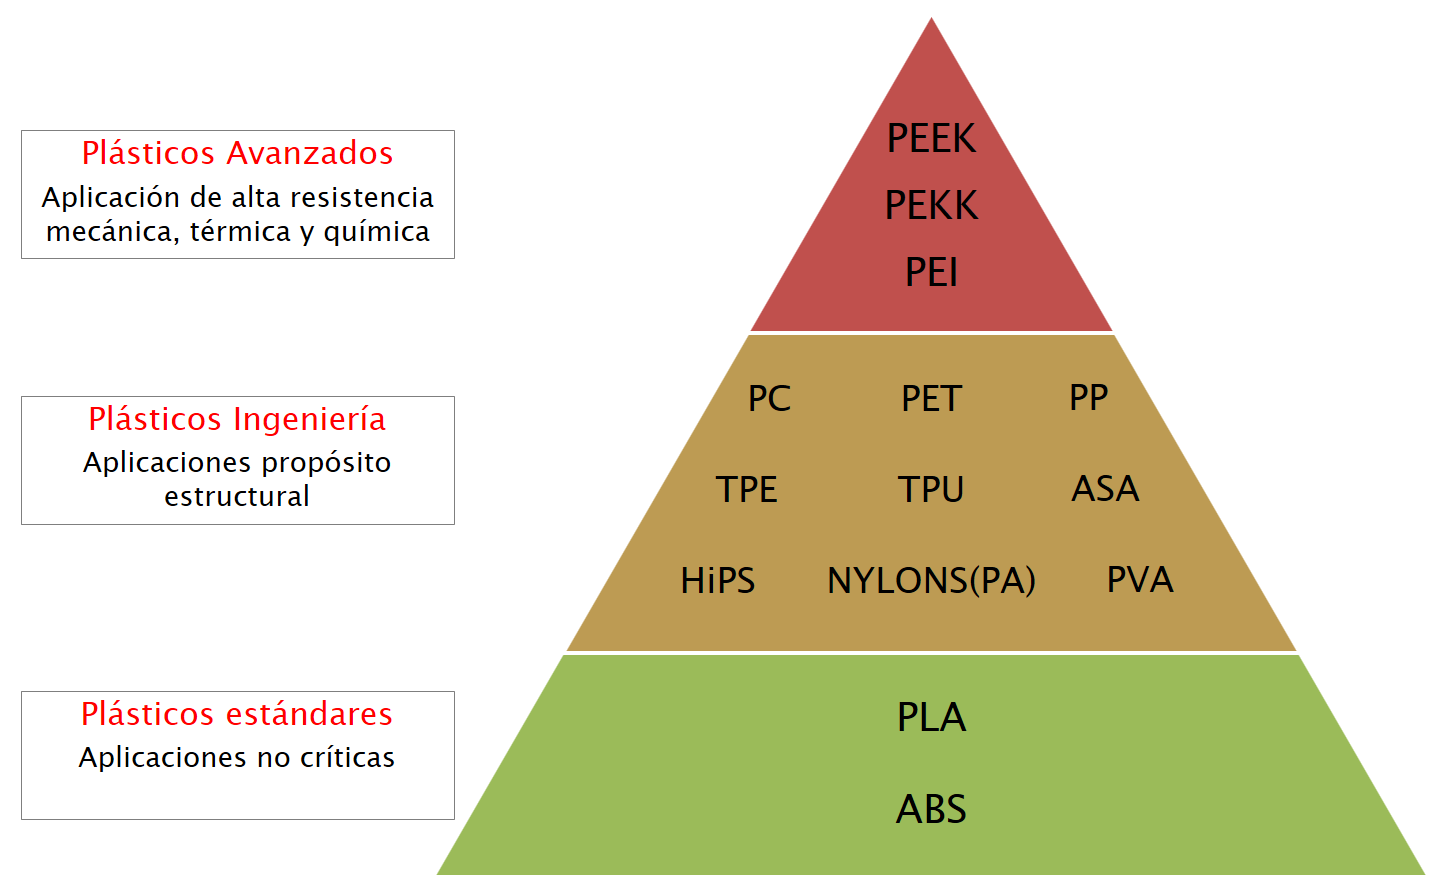 Plásticos Avanzados
Aplicación de alta resistencia
mecánica, térmica y química
PEEK
PEKK
PEI
Plásticos Ingeniería
Aplicaciones propósito
estructural
PC PET PP
TPE TPU ASA
HiPS NYLONS(PA) PVA
Plásticos estándares
Aplicaciones no críticas
PLA
ABS